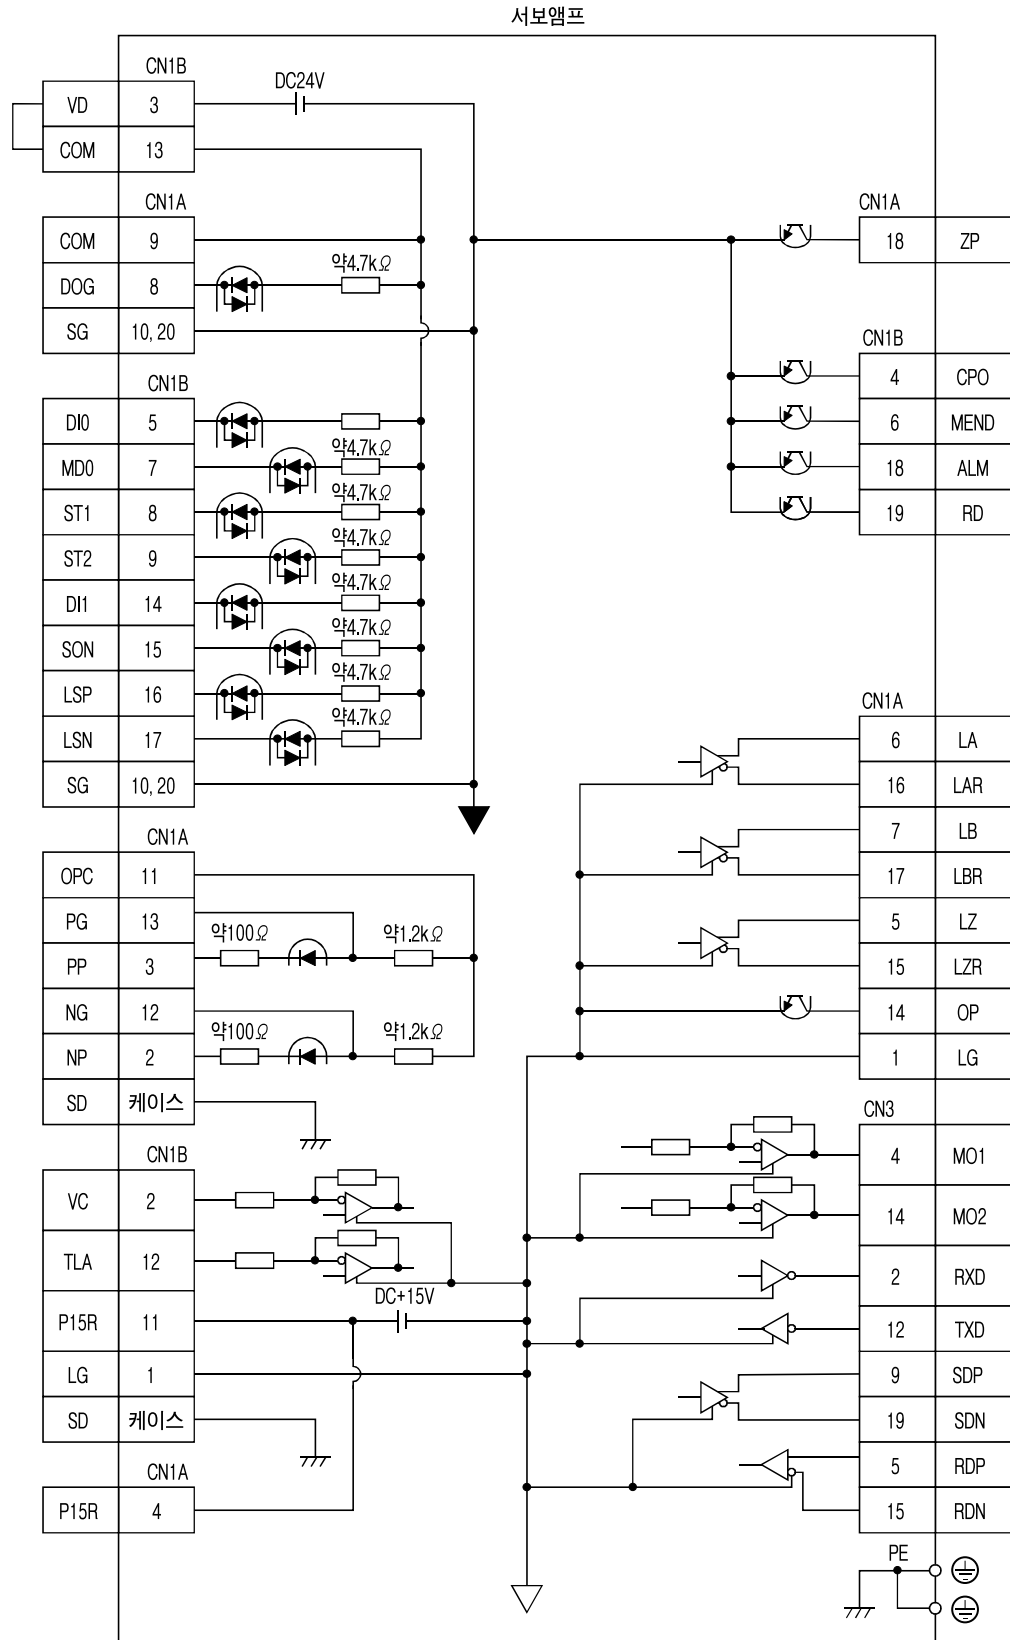 서보앰프
CN1B
VD 3 DC24V
COM 13
CN1A
COM 9
DOG 8 약4.7kΩ
SG 10, 20
CN1B
DI0 5
MD0 7 약4.7kΩ
ST1 8 약4.7kΩ
ST2 9 약4.7kΩ
DI1 14 약4.7kΩ
SON 15 약4.7kΩ
LSP 16 약4.7kΩ
LSN 17 약4.7kΩ
SG 10, 20
CN1A
OPC 11
PG 13
PP 3 약100Ω 약1.2kΩ
NG 12
NP 2 약100Ω 약1.2kΩ
SD 케이스
CN1B
VC 2
TLA 12
P15R 11 DC+15V
LG 1
SD 케이스
CN1A
P15R 4
CN1A
18 ZP
CN1B
4 CPO
6 MEND
18 ALM
19 RD
CN1A
6 LA
16 LAR
7 LB
17 LBR
5 LZ
15 LZR
14 OP
1 LG
CN3
4 MO1
14 MO2
2 RXD
12 TXD
9 SDP
19 SDN
5 RDP
15 RDN
PE